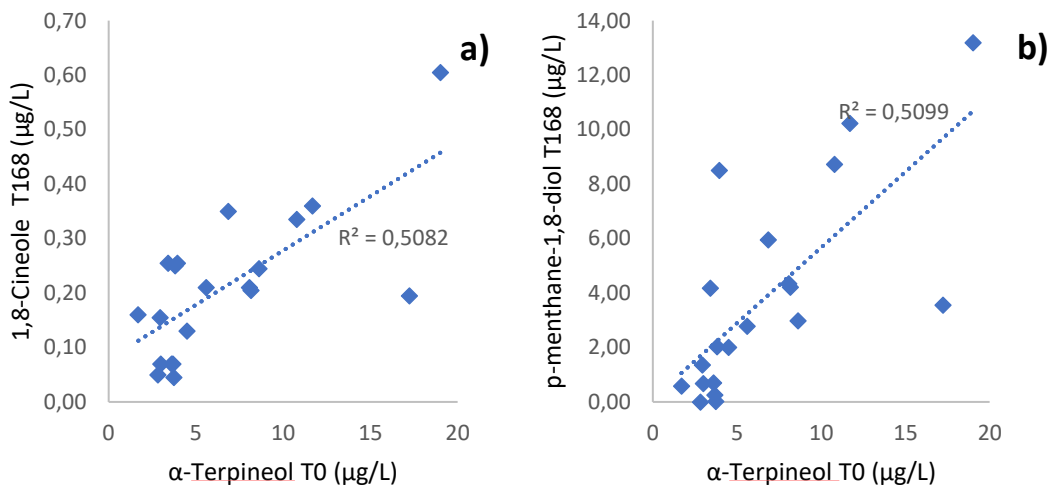 a)
1,8-Cineole T168 (µg/L)
0,70
0,60
0,50
0,40
0,30
0,20
0,10
0,00
R² = 0,5082
0 5 10 15 20
α-Terpineol T0 (µg/L)
b)
p-menthane-1,8-diol T168 (µg/L)
14,00
12,00
10,00
8,00
6,00
4,00
2,00
0,00
R² = 0,5099
0 5 10 15 20
α-Terpineol T0 (µg/L)